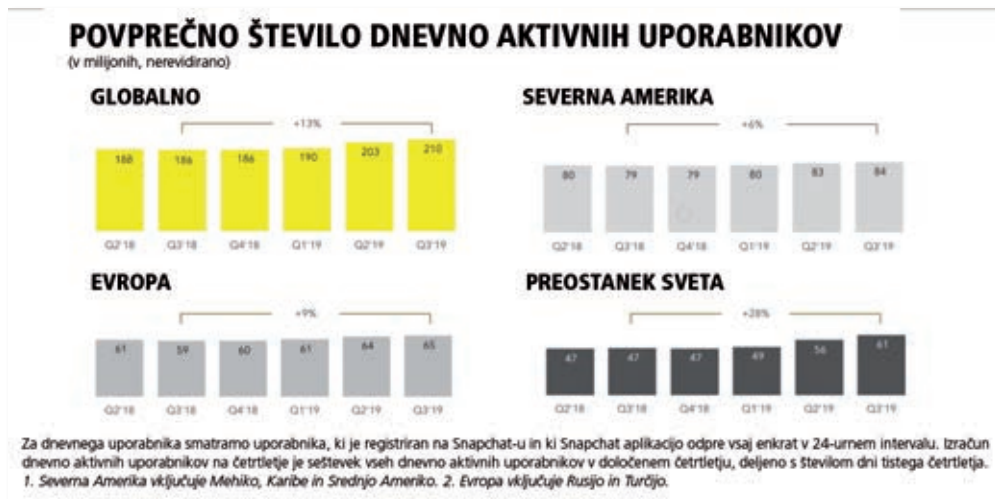 POVPREČNO ŠTEVILO DNEVNO AKTIVNIH UPORABNIKOV
(v milijonih, nerevidirano)
GLOBALNO
+13%
188 186 186 190 203 210
Q2'18 Q3'18 Q4'18 Q1'19 Q2'19 Q3'19
SEVERNA AMERIKA
+6%
80 79 79 80 83 84
Q2'18 Q3'18 Q4'18 Q1'19 Q2'19 Q3'19
EVROPA
+9%
61 59 60 61 64 65
Q2'18 Q3'18 Q4'18 Q1'19 Q2'19 Q3'19
PREOSTANEK SVETA
+28%
47 47 47 49 56 61
Q2'18 Q3'18 Q4'18 Q1'19 Q2'19 Q3'19
Za dnevnega uporabnika smatramo uporabnika, ki je registriran na Snapchat-u in ki Snapchat aplikacijo odpre vsaj enkrat v 24-urnem intervalu. Izračun
dnevno aktivnih uporabnikov na četrtletje je seštevek vseh dnevno aktivnih uporabnikov v določenem četrtletju, deljeno s številom dni tistega četrtletja.
1. Severna Amerika vključuje Mehiko, Karibe in Srednjo Ameriko. 2. Evropa vključuje Rusijo in Turčijo.